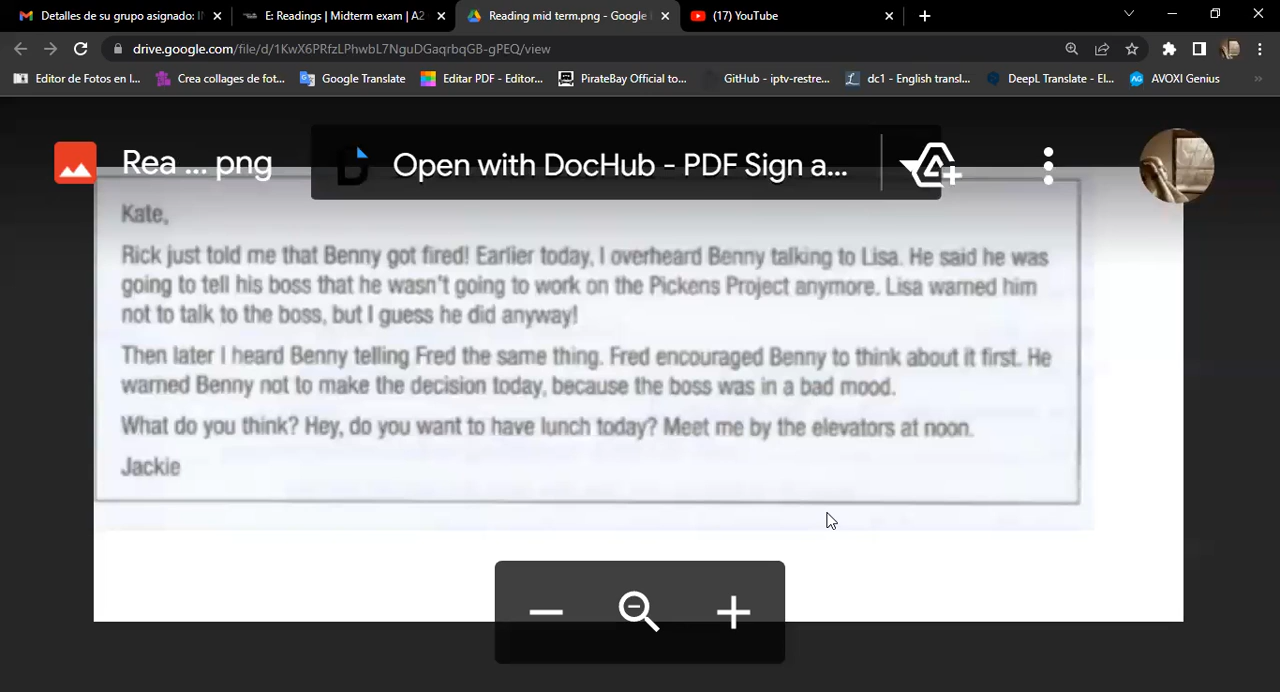 Detalles de su grupo asignado: I
E: Readings | Midterm exam | A2
Reading mid term.png - Google
(17) YouTube
drive.google.com/file/d/1KwX6PRfzLPhwbL7NguDGaqrbqGB-gPEQ/view
Editor de Fotos en l...
Crea collages de fot...
Google Translate
Editar PDF - Editor...
PirateBay Official to...
GitHub - iptv-restre...
dc1 - English transl...
DeepL Translate - El...
AVOXI Genius
Rea ... png
Open with DocHub - PDF Sign a...
Kate,
Rick just told me that Benny got fired! Earlier today, I overheard Benny talking to Lisa. He said he was
going to tell his boss that he wasn't going to work on the Pickens Project anymore. Lisa warned him
not to talk to the boss, but I guess he did anyway!
Then later I heard Benny telling Fred the same thing. Fred encouraged Benny to think about it first. He
warned Benny not to make the decision today, because the boss was in a bad mood.
What do you think? Hey, do you want to have lunch today? Meet me by the elevators at noon.
Jackie